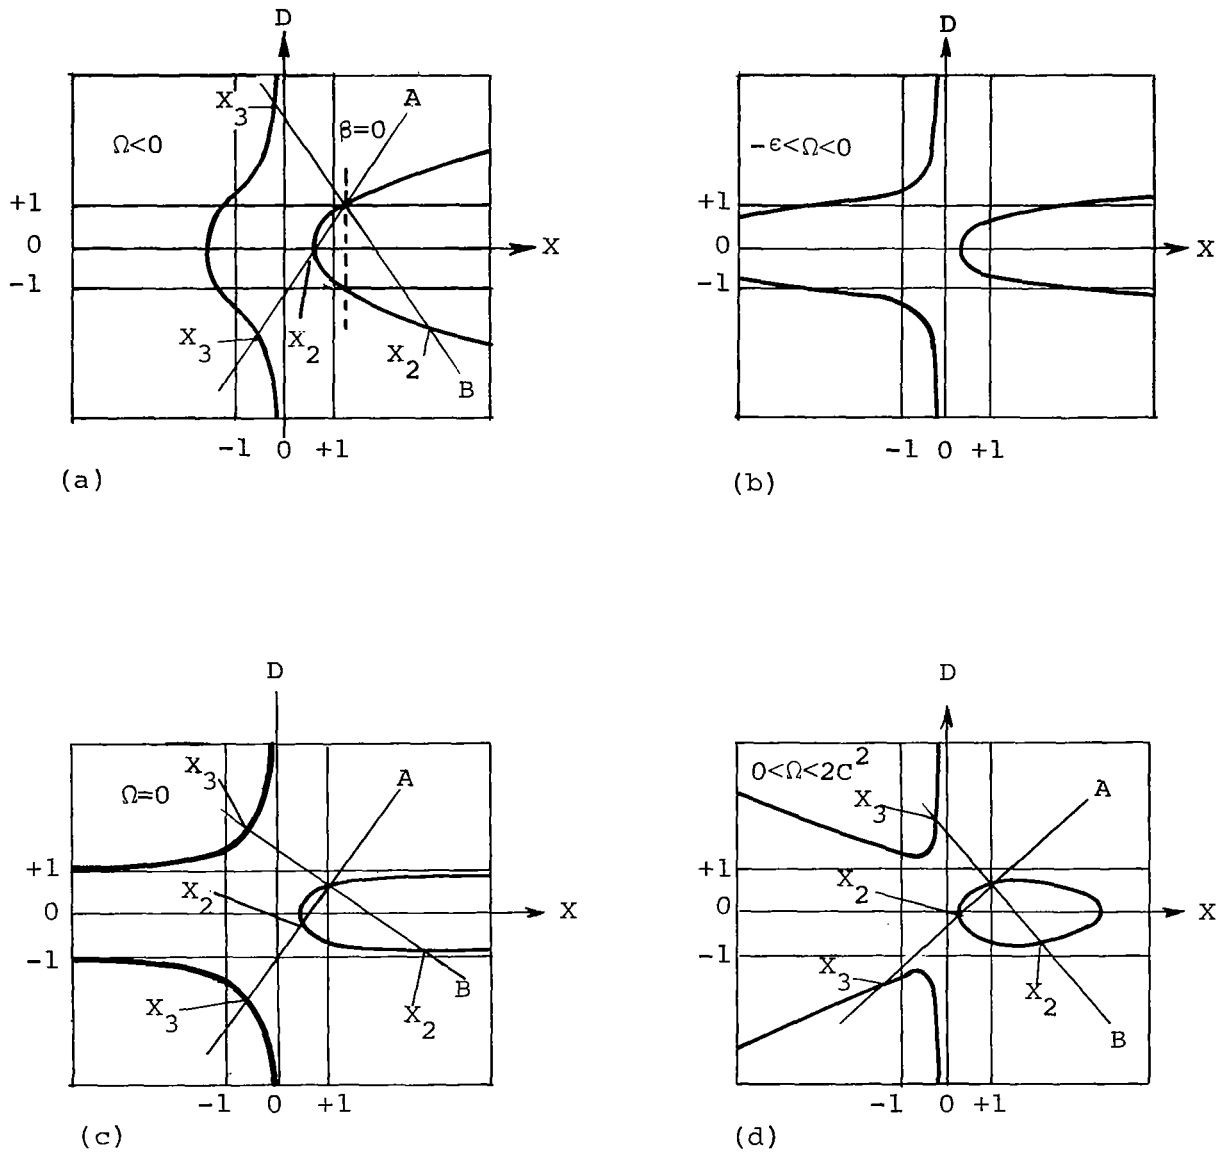 D
X₃
A
β=0
Ω<0
+1
0
X
-1
X₃
X₂
X₂
B
-1 0 +1
(a)
D
-ϵ<Ω<0
+1
0
X
-1
-1 0 +1
(b)
D
X₃
A
Ω=0
+1
X₂
0
X
-1
B
X₃
X₂
-1 0 +1
(c)
D
0<Ω<2C²
X₃
A
+1
X₂
0
X
-1
X₃
X₂
B
-1 0 +1
(d)